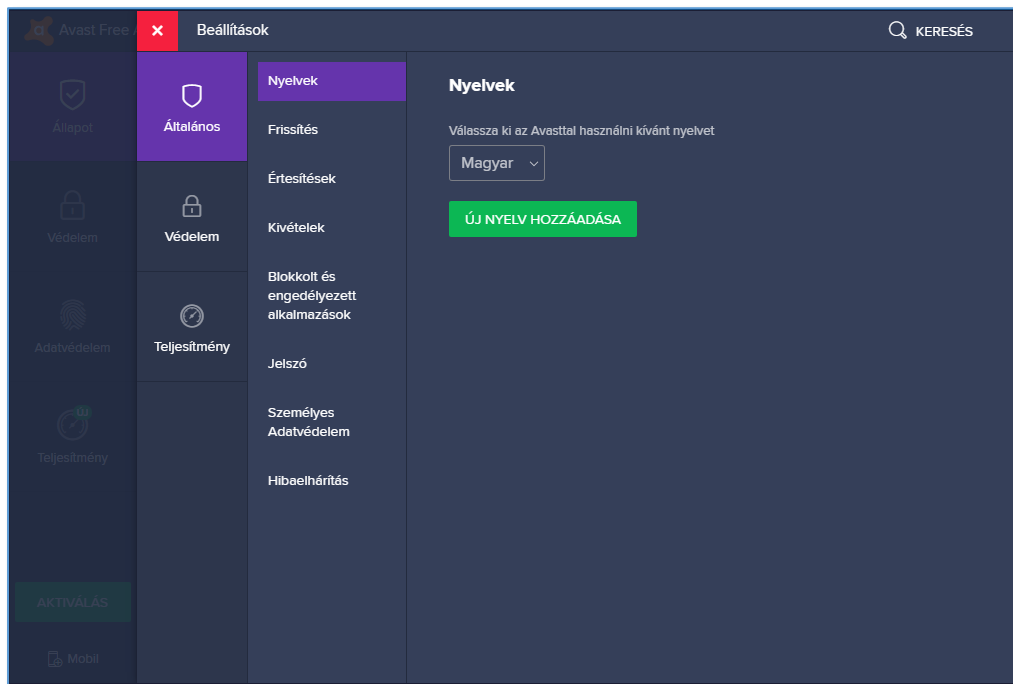 Avast Free
Beállítások
KERESÉS
Állapot
Védelem
Adatvédelem
ÚJ
Teljesítmény
AKTIVÁLÁS
Mobil
Általános
Védelem
Teljesítmény
Nyelvek
Frissítés
Értesítések
Kivételek
Blokkolt és
engedélyezett
alkalmazások
Jelszó
Személyes
Adatvédelem
Hibaelhárítás
Nyelvek
Válassza ki az Avasttal használni kívánt nyelvet
Magyar
ÚJ NYELV HOZZÁADÁSA